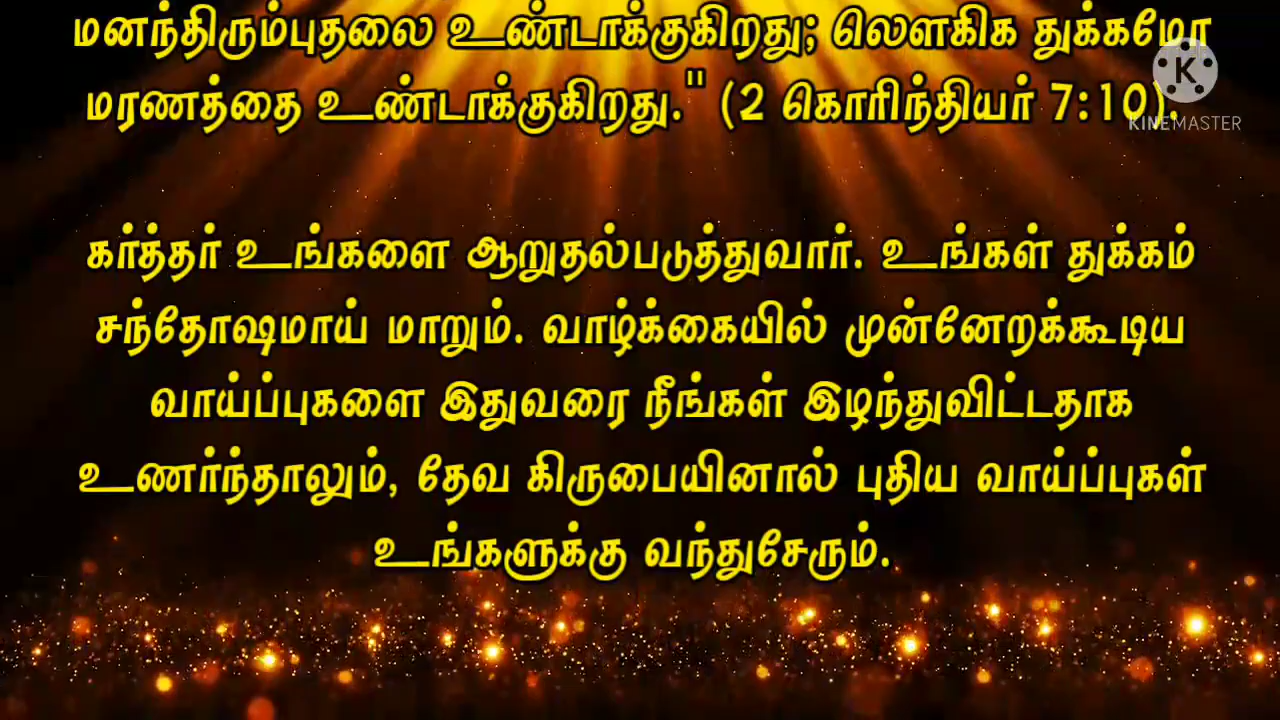 மனந்திரும்புதலை உண்டாக்குகிறது; லௌகிக துக்கமோ
மரணத்தை உண்டாக்குகிறது." (2 கொரிந்தியர் 7:10).
K
KINEMASTER
கர்த்தர் உங்களை ஆறுதல்படுத்துவார். உங்கள் துக்கம்
சந்தோஷமாய் மாறும். வாழ்க்கையில் முன்னேறக்கூடிய
வாய்ப்புகளை இதுவரை நீங்கள் இழந்துவிட்டதாக
உணர்ந்தாலும், தேவ கிருபையினால் புதிய வாய்ப்புகள்
உங்களுக்கு வந்துசேரும்.